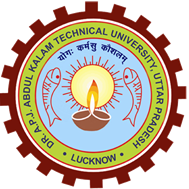 DR. A.P.J. ABDUL KALAM TECHNICAL UNIVERSITY, UTTAR PRADESH
योगः कर्मसु कौशलम्
• LUCKNOW •